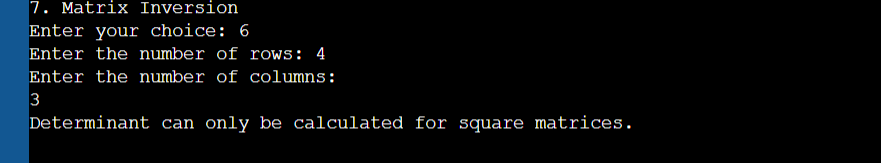 7. Matrix Inversion
Enter your choice: 6
Enter the number of rows: 4
Enter the number of columns:
3
Determinant can only be calculated for square matrices.